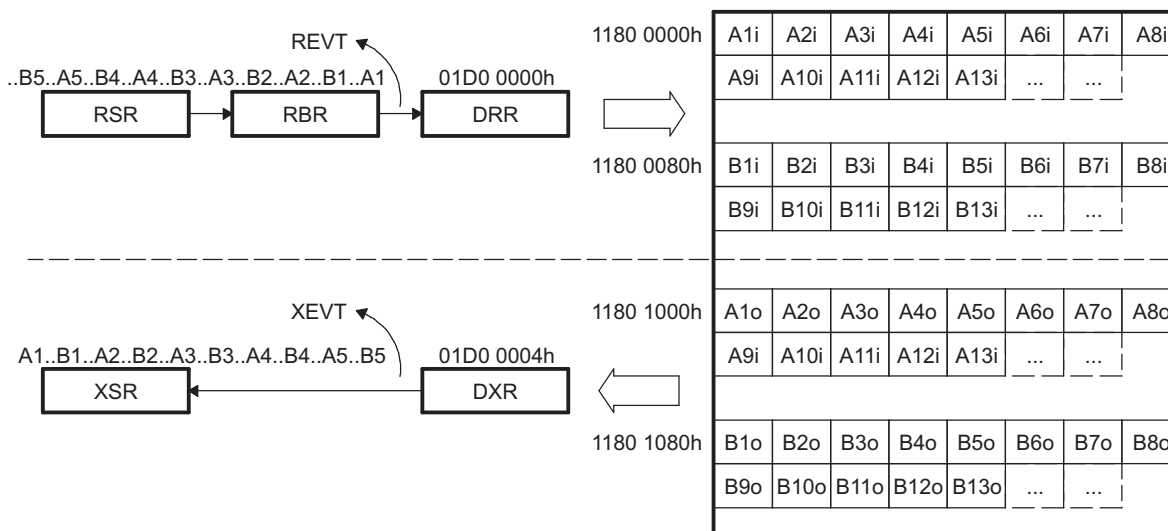 REVT
..B5..A5..B4..A4..B3..A3..B2..A2..B1..A1
01D0 0000h
RSR RBR DRR
1180 0000h A1i A2i A3i A4i A5i A6i A7i A8i
A9i A10i A11i A12i A13i ... ...
1180 0080h B1i B2i B3i B4i B5i B6i B7i B8i
B9i B10i B11i B12i B13i ... ...
XEVT
A1..B1..A2..B2..A3..B3..A4..B4..A5..B5
01D0 0004h
XSR DXR
1180 1000h A1o A2o A3o A4o A5o A6o A7o A8o
A9i A10i A11i A12i A13i ... ...
1180 1080h B1o B2o B3o B4o B5o B6o B7o B8o
B9o B10o B11o B12o B13o ... ...